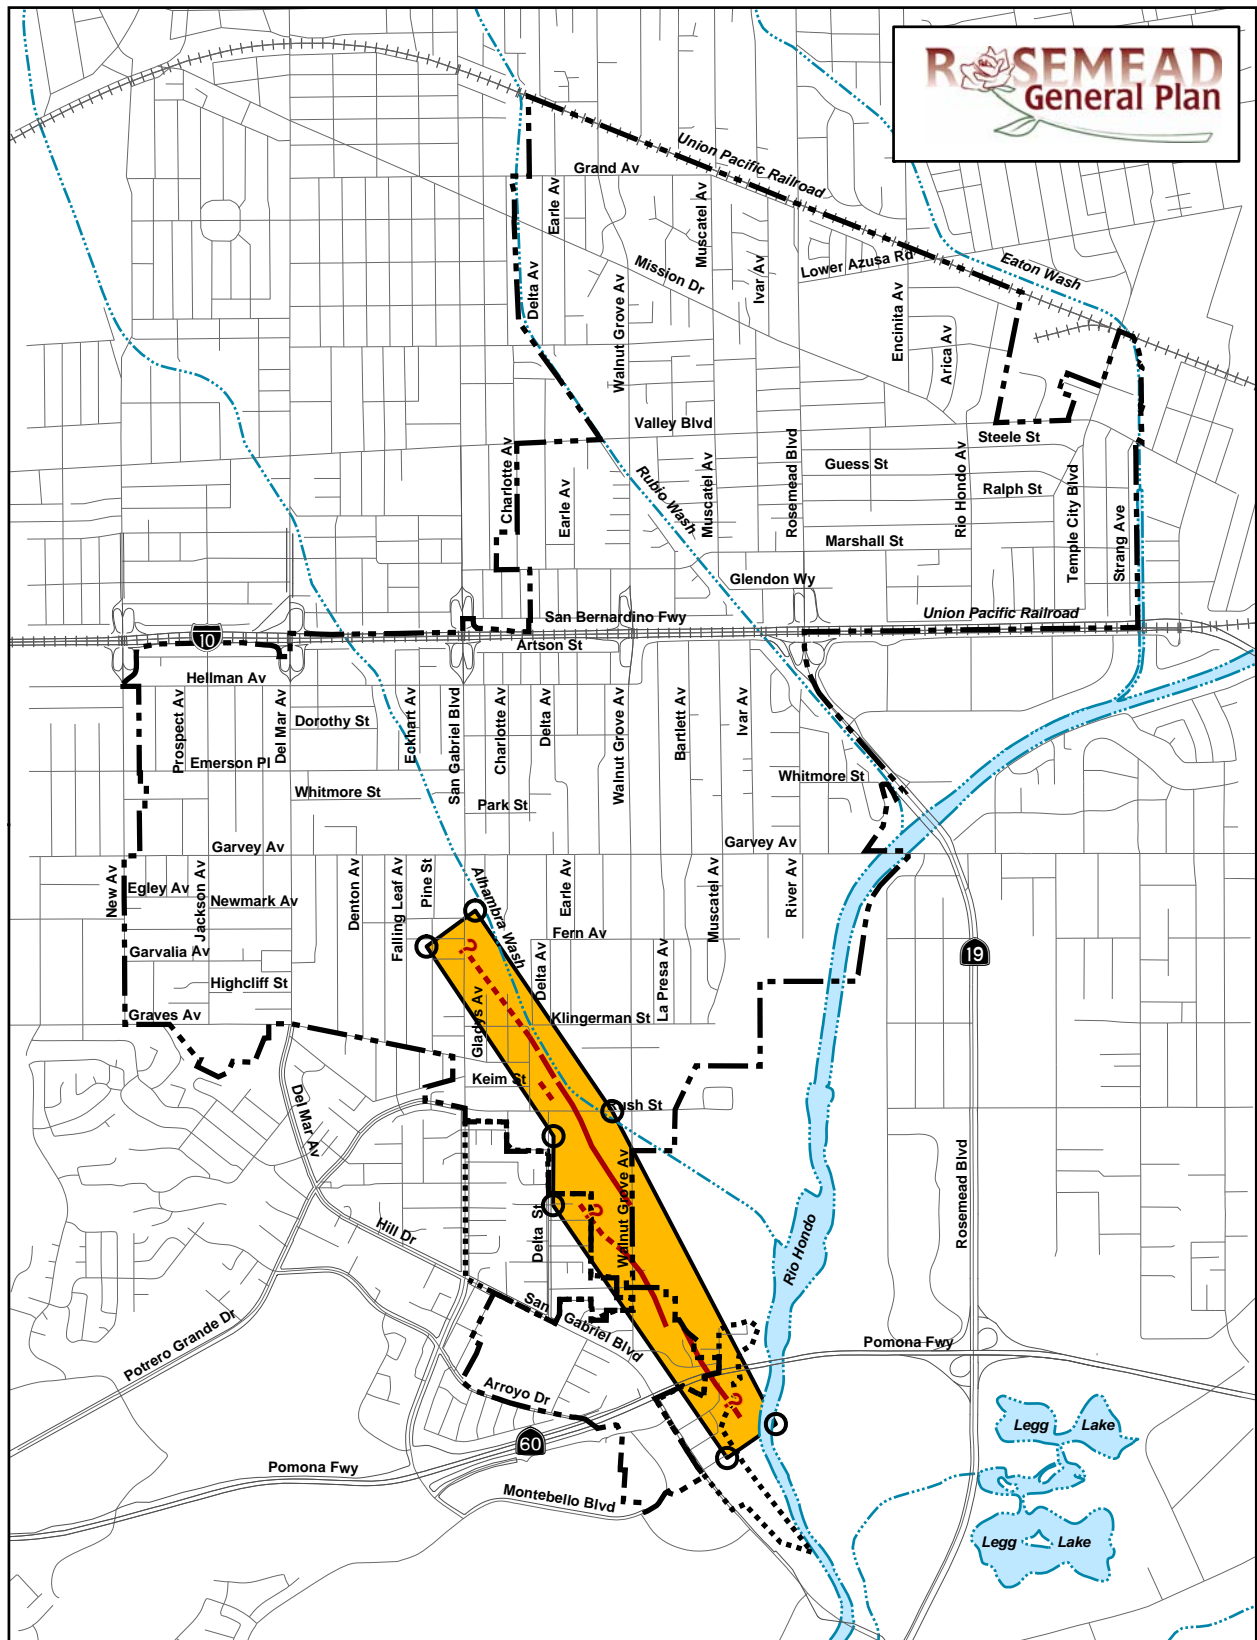 ROSEMEAD
General Plan
Union Pacific Railroad
Grand Av
Earle Av
Muscatel Av
Lower Azusa Rd
Eaton Wash
Mission Dr
Ivar Av
Delta Av
Walnut Grove Av
Encinita Av
Arica Av
Valley Blvd
Steele St
Charlotte Av
Earle Av
Rubio Wash
Muscatel Av
Rosemead Blvd
Guess St
Rio Hondo Av
Ralph St
Temple City Blvd
Strang Ave
Marshall St
Glendon Wy
San Bernardino Fwy
Union Pacific Railroad
10
Artson St
Hellman Av
Prospect Av
Del Mar Av
Dorothy St
Eckhart Av
San Gabriel Blvd
Charlotte Av
Delta Av
Walnut Grove Av
Bartlett Av
Ivar Av
Emerson Pl
Whitmore St
Whitmore St
Park St
Garvey Av
Garvey Av
New Av
Egley Av
Jackson Av
Newmark Av
Denton Av
Falling Leaf Av
Pine St
Alhambra Wash
Earle Av
Muscatel Av
River Av
Fern Av
Garvalia Av
?
Delta Av
La Presa Av
19
Highcliff St
Graves Av
Gladys Av
Klingerman St
Keim St
Rush St
Del Mar Av
Walnut Grove Av
Rosemead Blvd
Hill Dr
Delta St
?
Rio Hondo
San Gabriel Blvd
Potrero Grande Dr
Pomona Fwy
Arroyo Dr
?
60
Legg Lake
Pomona Fwy
Montebello Blvd
Legg Lake